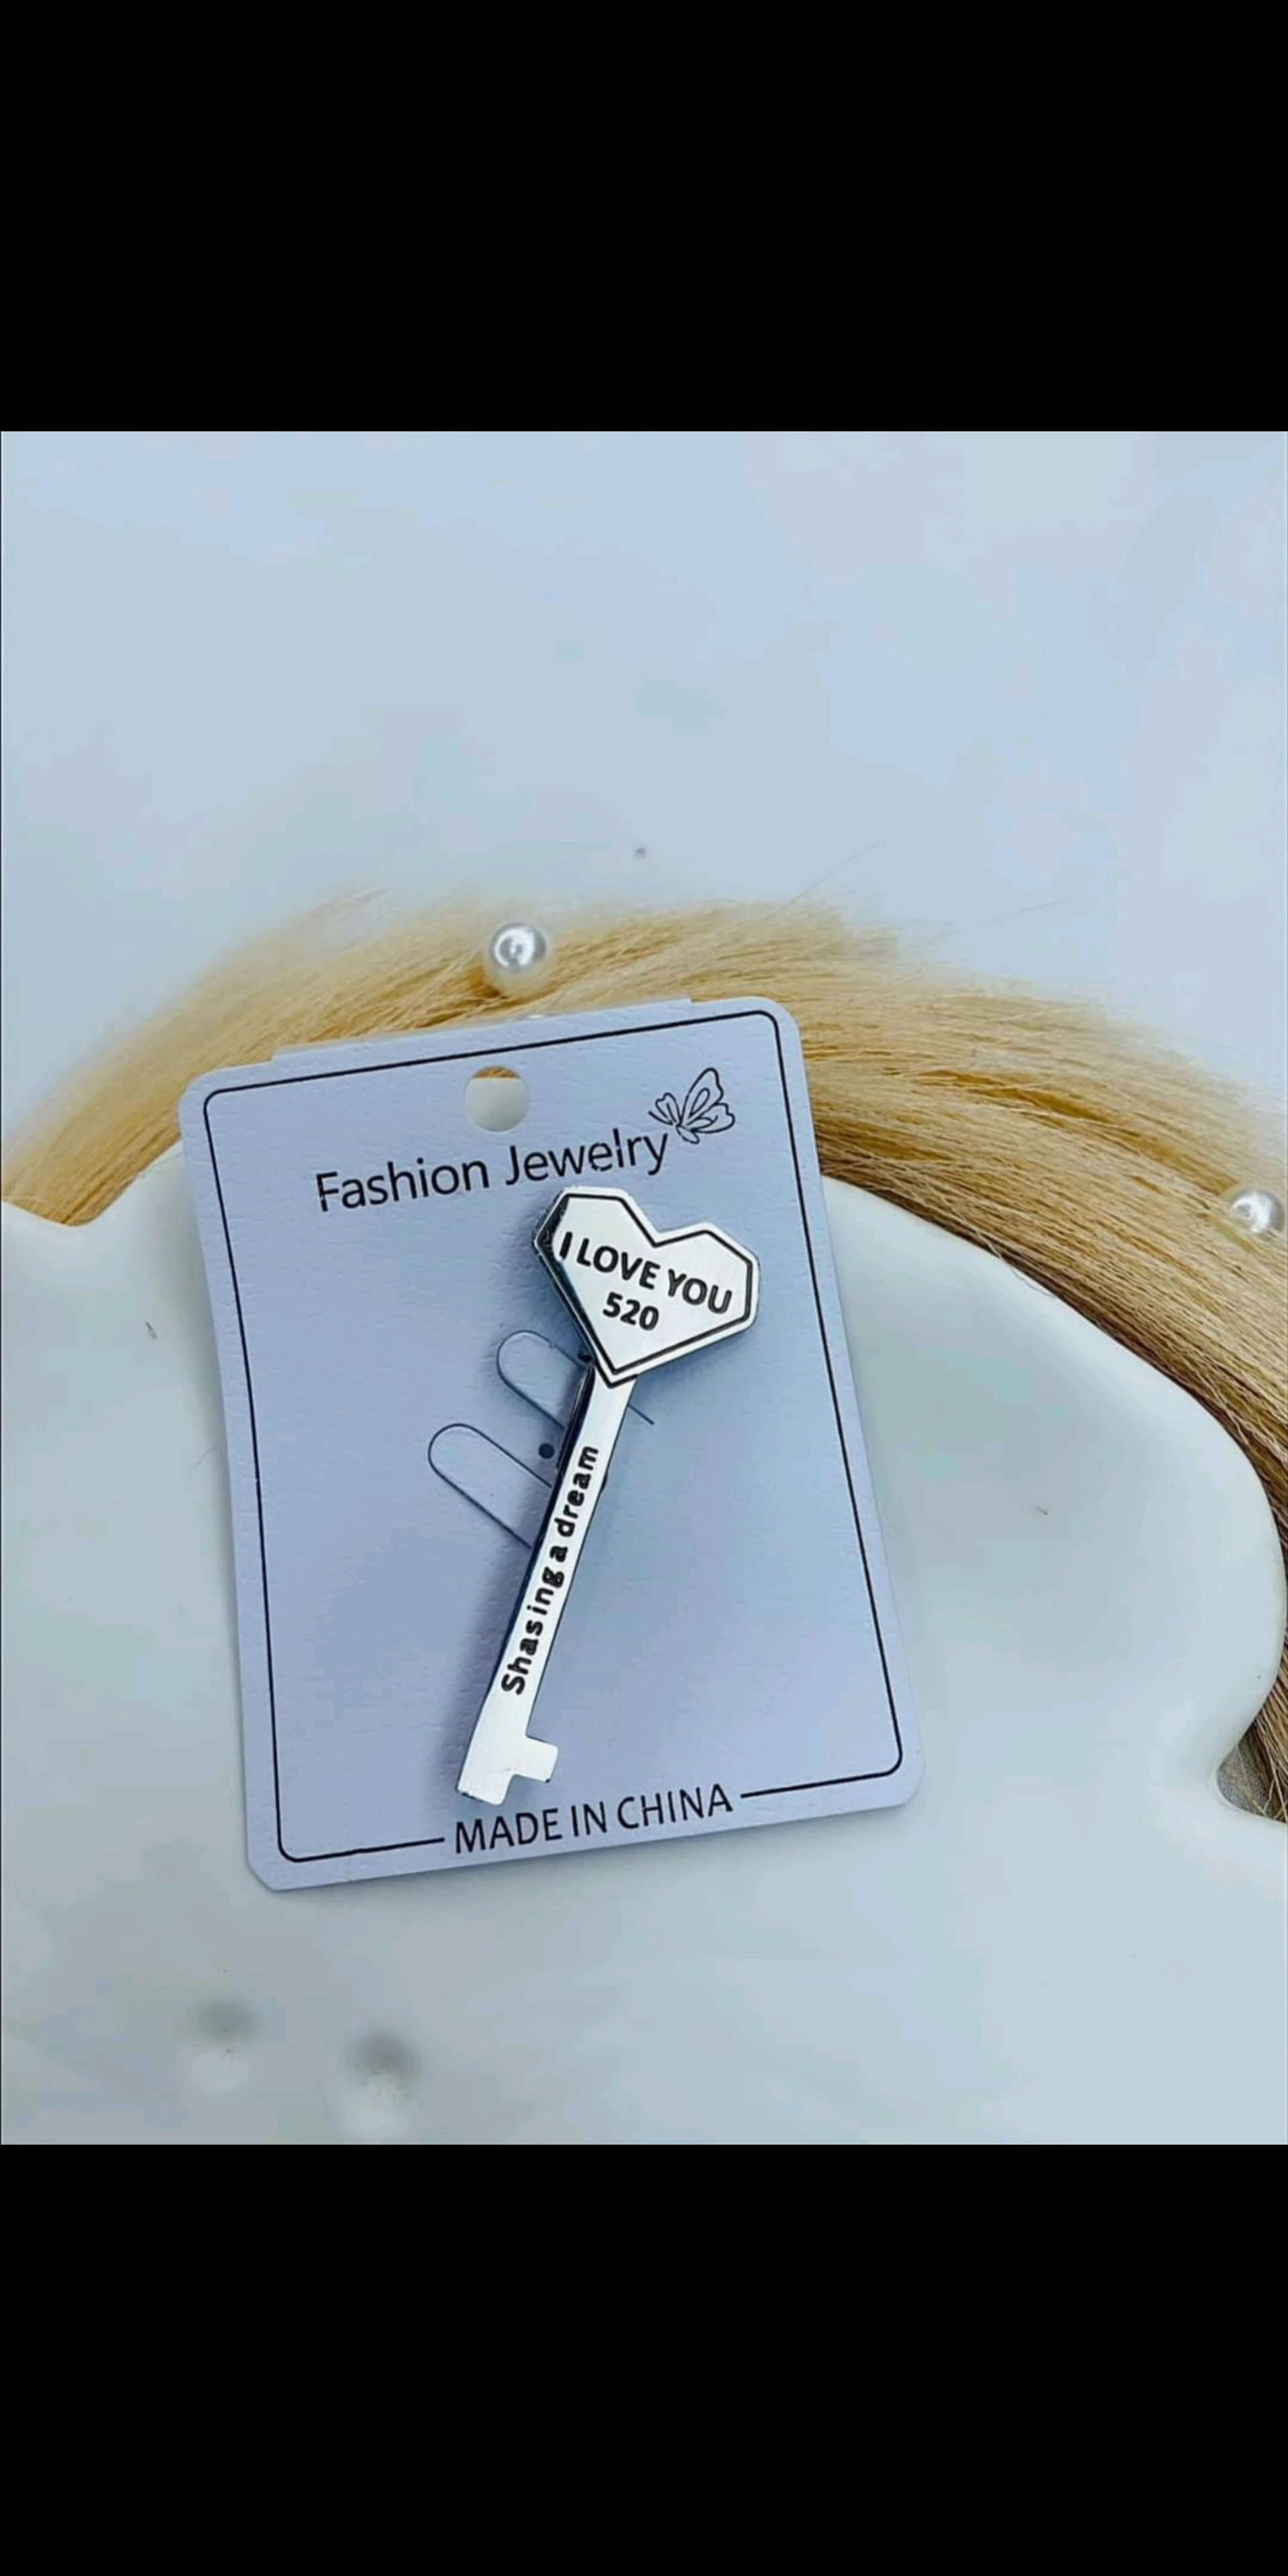 Fashion Jewelry
I LOVE YOU
520
Shasing a dream
MADE IN CHINA